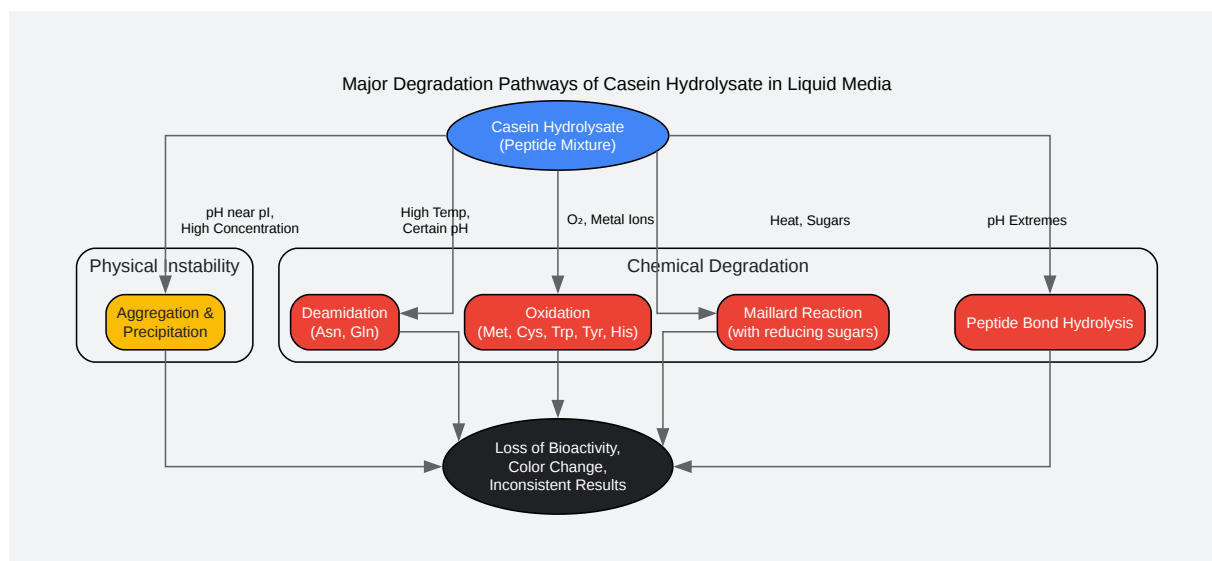 Major Degradation Pathways of Casein Hydrolysate in Liquid Media
Casein Hydrolysate
(Peptide Mixture)
pH near pI,
High Concentration
High Temp,
Certain pH
O₂, Metal Ions
Heat, Sugars
pH Extremes
Physical Instability
Chemical Degradation
Aggregation &
Precipitation
Deamidation
(Asn, Gln)
Oxidation
(Met, Cys, Trp, Tyr, His)
Maillard Reaction
(with reducing sugars)
Peptide Bond Hydrolysis
Loss of Bioactivity,
Color Change,
Inconsistent Results